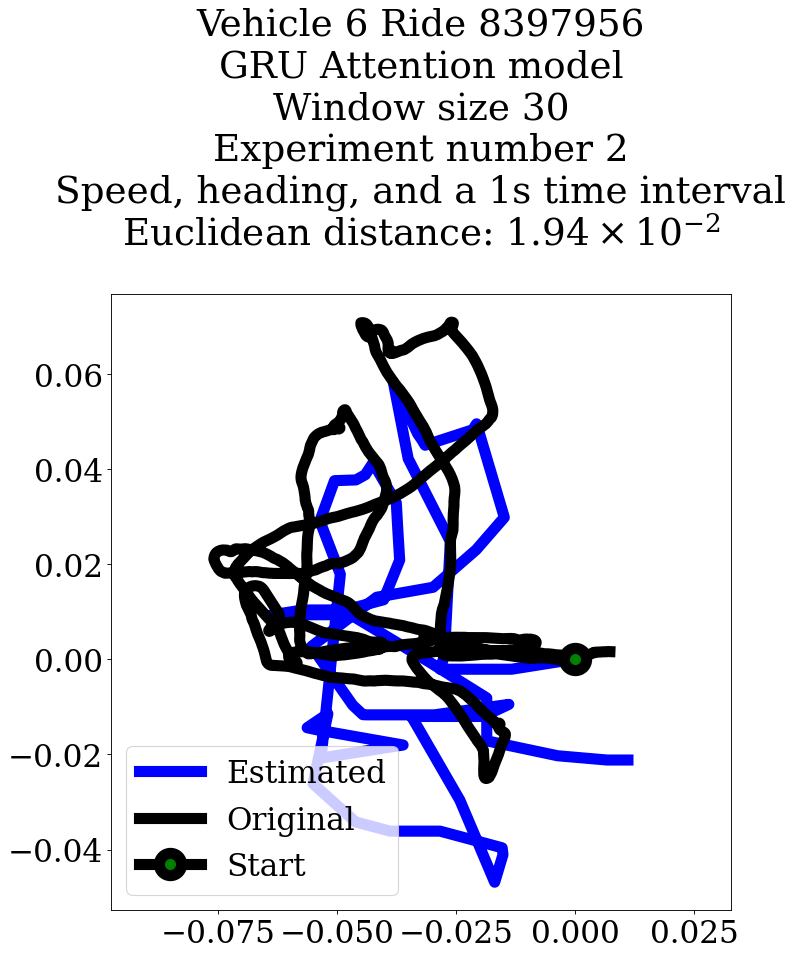 Vehicle 6 Ride 8397956
GRU Attention model
Window size 30
Experiment number 2
Speed, heading, and a 1s time interval
Euclidean distance: 1.94 × 10⁻²
0.06
0.04
0.02
0.00
−0.02
−0.04
Estimated
Original
Start
−0.075 −0.050 −0.025 0.000 0.025